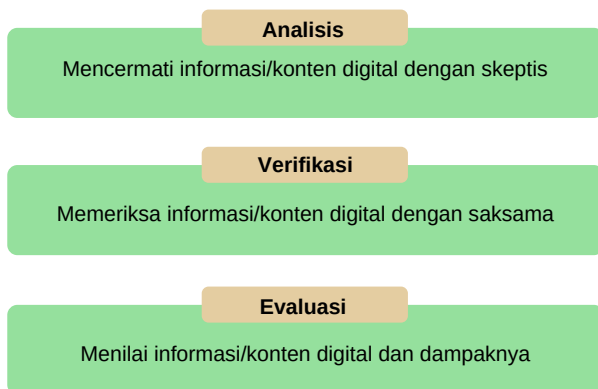 Analisis
Mencermati informasi/konten digital dengan skeptis
Verifikasi
Memeriksa informasi/konten digital dengan saksama
Evaluasi
Menilai informasi/konten digital dan dampaknya